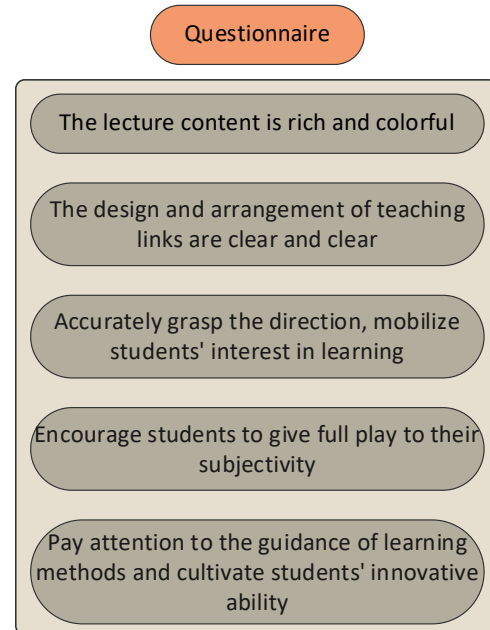 Questionnaire
The lecture content is rich and colorful
The design and arrangement of teaching
links are clear and clear
Accurately grasp the direction, mobilize
students' interest in learning
Encourage students to give full play to their
subjectivity
Pay attention to the guidance of learning
methods and cultivate students' innovative
ability